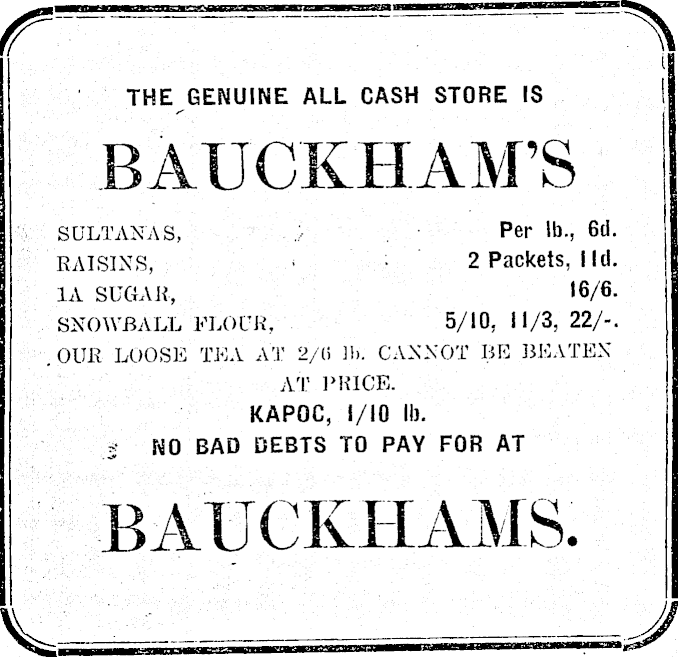 THE GENUINE ALL CASH STORE IS
BAUCKHAM'S
SULTANAS, Per lb., 6d.
RAISINS, 2 Packets, 11d.
1A SUGAR, 16/6.
SNOWBALL FLOUR, 5/10, 11/3, 22/-.
OUR LOOSE TEA AT 2/6 lb. CANNOT BE BEATEN
AT PRICE.
KAPOC, 1/10 lb.
NO BAD DEBTS TO PAY FOR AT
BAUCKHAMS.